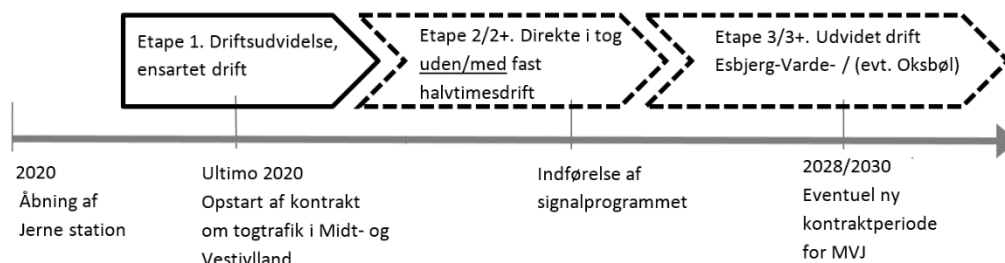 Etape 1. Driftsudvidelse,
ensartet drift
Etape 2/2+. Direkte i tog
uden/med fast
halvtimesdrift
Etape 3/3+. Udvidet drift
Esbjerg-Varde- / (evt. Oksbøl)
2020
Åbning af
Jerne station
Ultimo 2020
Opstart af kontrakt
om togtrafik i Midt- og
Vestjylland
Indførelse af
signalprogrammet
2028/2030
Eventuel ny
kontraktperiode
for MVJ